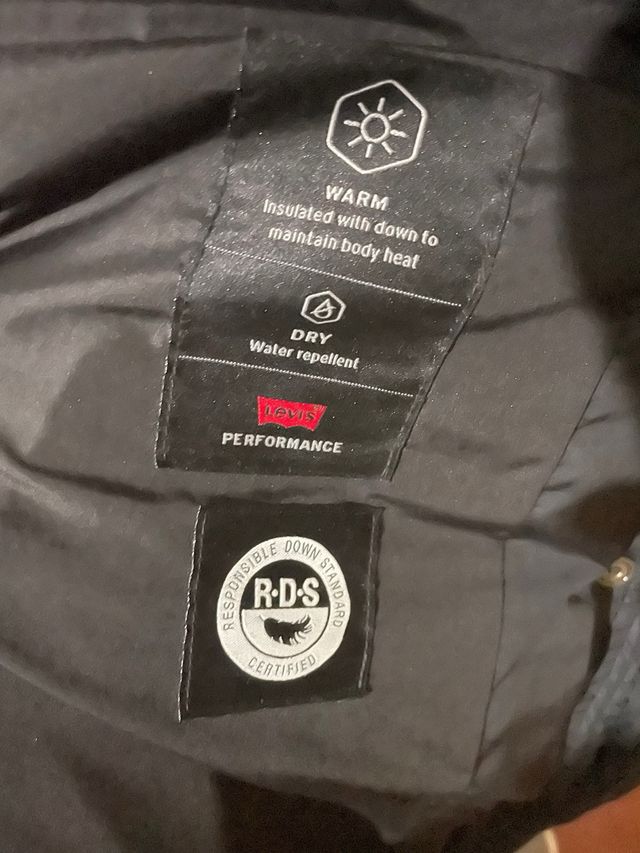 WARM
Insulated with down to
maintain body heat
DRY
Water repellent
Levi's®
PERFORMANCE
RESPONSIBLE DOWN STANDARD
R·D·S
CERTIFIED